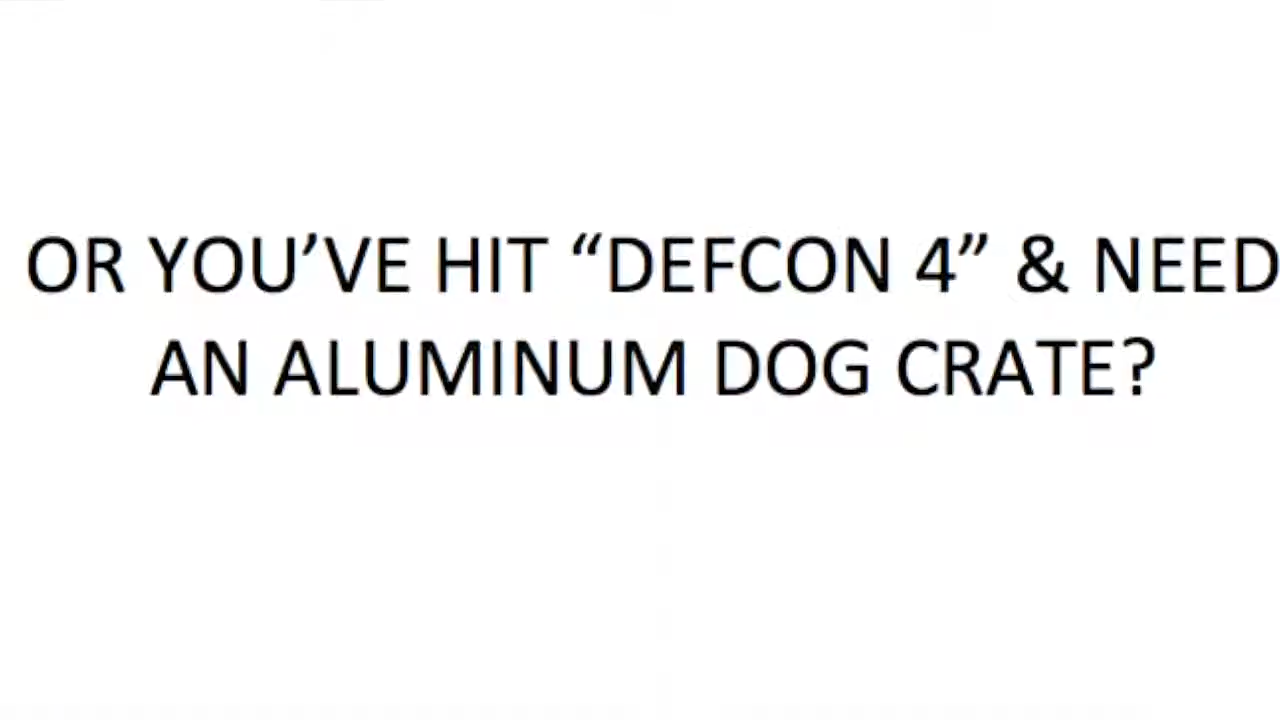 OR YOU’VE HIT “DEFCON 4” & NEED
AN ALUMINUM DOG CRATE?